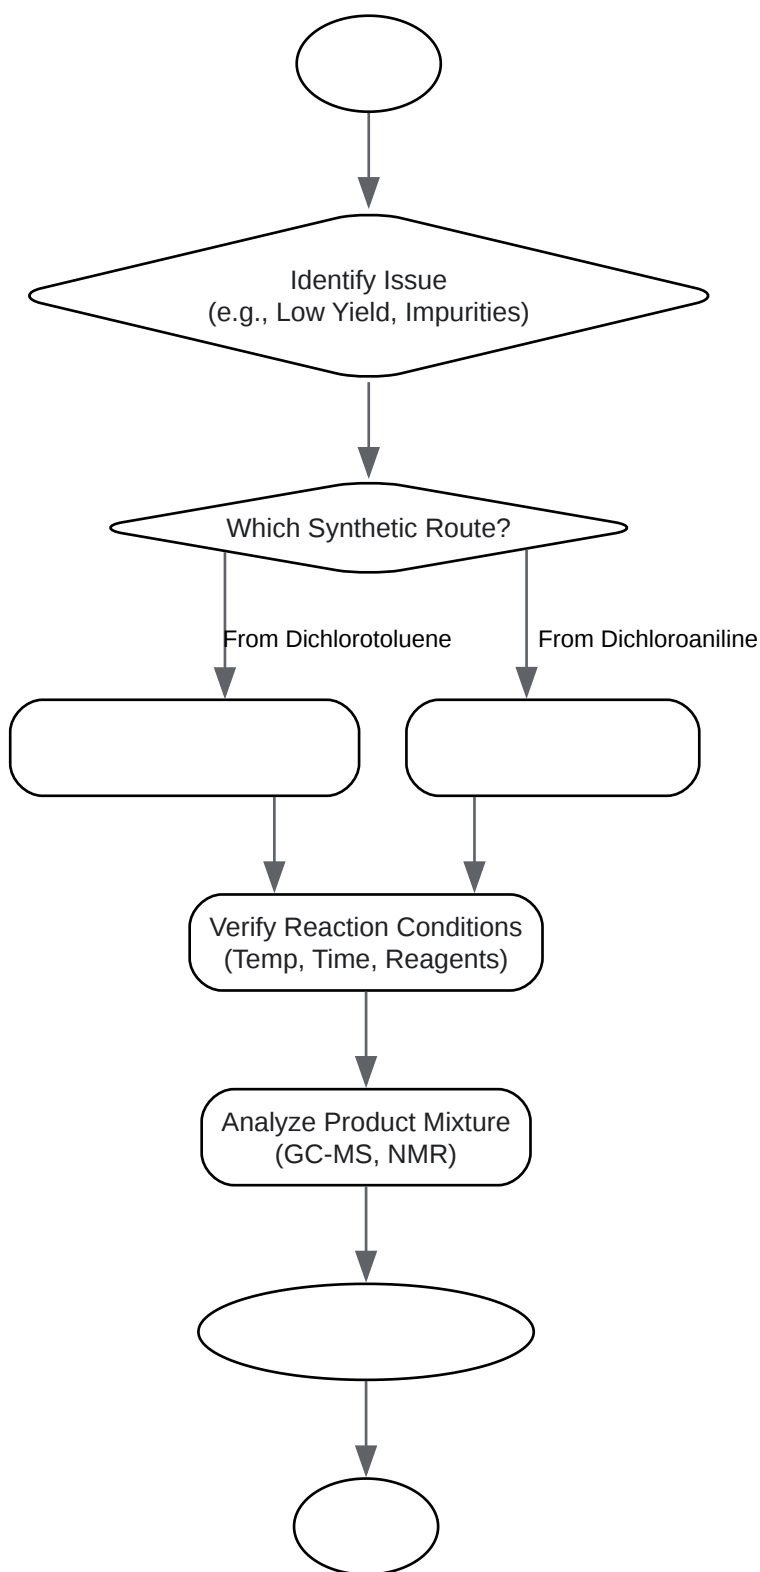 Identify Issue
(e.g., Low Yield, Impurities)
Which Synthetic Route?
From Dichlorotoluene
From Dichloroaniline
Verify Reaction Conditions
(Temp, Time, Reagents)
Analyze Product Mixture
(GC-MS, NMR)